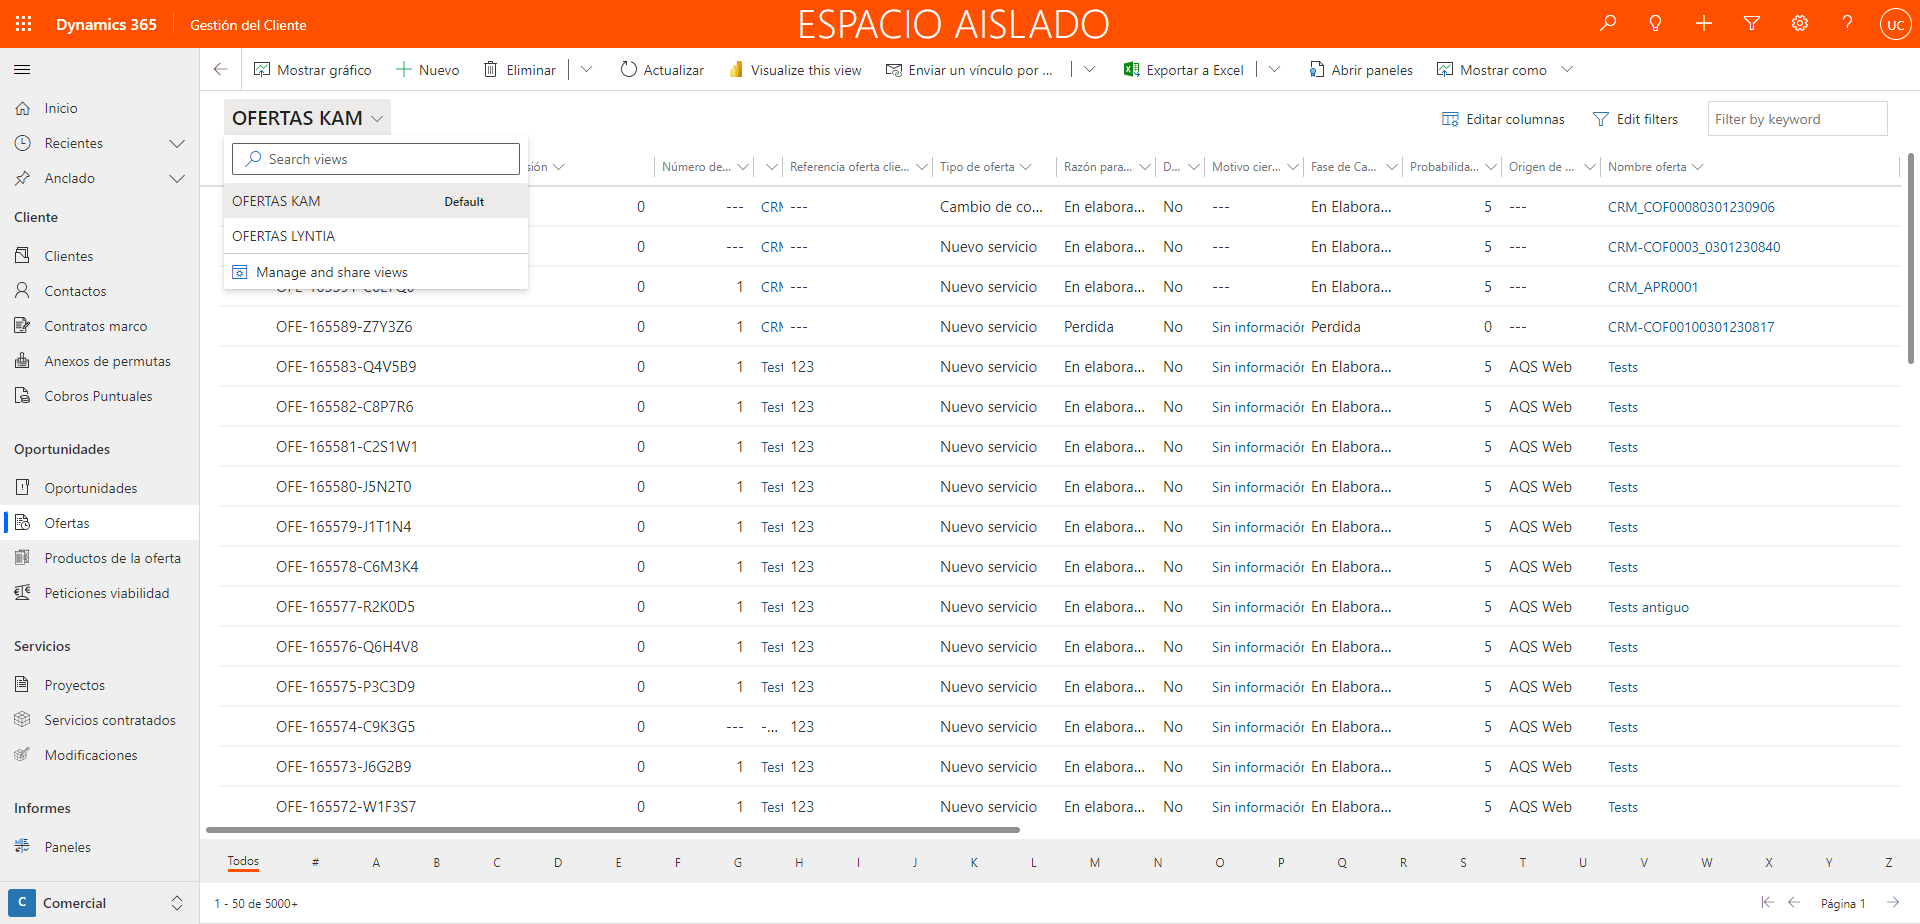 Dynamics 365 Gestión del Cliente ESPACIO AISLADO UC
Mostrar gráfico Nuevo Eliminar Actualizar Visualize this view Enviar un vínculo por ... Exportar a Excel Abrir paneles Mostrar como
Inicio
Recientes
Anclado
Cliente
Clientes
Contactos
Contratos marco
Anexos de permutas
Cobros Puntuales
Oportunidades
Oportunidades
Ofertas
Productos de la oferta
Peticiones viabilidad
Servicios
Proyectos
Servicios contratados
Modificaciones
Informes
Paneles
C Comercial
OFERTAS KAM Editar columnas Edit filters Filter by keyword
Search views
OFERTAS KAM Default
OFERTAS LYNTIA
Manage and share views
sión Número de... Referencia oferta clie... Tipo de oferta Razón para... D... Motivo cier... Fase de Ca... Probabilida... Origen de ... Nombre oferta
0 --- CRM --- Cambio de co... En elabora... No --- En Elabora... 5 --- CRM_COF00080301230906
0 --- CRM --- Nuevo servicio En elabora... No --- En Elabora... 5 --- CRM-COF0003_0301230840
1 CRM --- Nuevo servicio En elabora... No --- En Elabora... 5 --- CRM_APR0001
OFE-165589-Z7Y3Z6 0 1 CRM --- Nuevo servicio Perdida No Sin información Perdida 0 --- CRM-COF00100301230817
OFE-165583-Q4V5B9 0 1 Test 123 Nuevo servicio En elabora... No Sin información En Elabora... 5 AQS Web Tests
OFE-165582-C8P7R6 0 1 Test 123 Nuevo servicio En elabora... No Sin información En Elabora... 5 AQS Web Tests
OFE-165581-C2S1W1 0 1 Test 123 Nuevo servicio En elabora... No Sin información En Elabora... 5 AQS Web Tests
OFE-165580-J5N2T0 0 1 Test 123 Nuevo servicio En elabora... No Sin información En Elabora... 5 AQS Web Tests
OFE-165579-J1T1N4 0 1 Test 123 Nuevo servicio En elabora... No Sin información En Elabora... 5 AQS Web Tests
OFE-165578-C6M3K4 0 1 Test 123 Nuevo servicio En elabora... No Sin información En Elabora... 5 AQS Web Tests
OFE-165577-R2K0D5 0 1 Test 123 Nuevo servicio En elabora... No Sin información En Elabora... 5 AQS Web Tests antiguo
OFE-165576-Q6H4V8 0 1 Test 123 Nuevo servicio En elabora... No Sin información En Elabora... 5 AQS Web Tests
OFE-165575-P3C3D9 0 1 Test 123 Nuevo servicio En elabora... No Sin información En Elabora... 5 AQS Web Tests
OFE-165574-C9K3G5 0 --- -... 123 Nuevo servicio En elabora... No Sin información En Elabora... 5 AQS Web Tests
OFE-165573-J6G2B9 0 1 Test 123 Nuevo servicio En elabora... No Sin información En Elabora... 5 AQS Web Tests
OFE-165572-W1F3S7 0 1 Test 123 Nuevo servicio En elabora... No Sin información En Elabora... 5 AQS Web Tests
Todos # A B C D E F G H I J K L M N O P Q R S T U V W X Y Z
1 - 50 de 5000+ Página 1